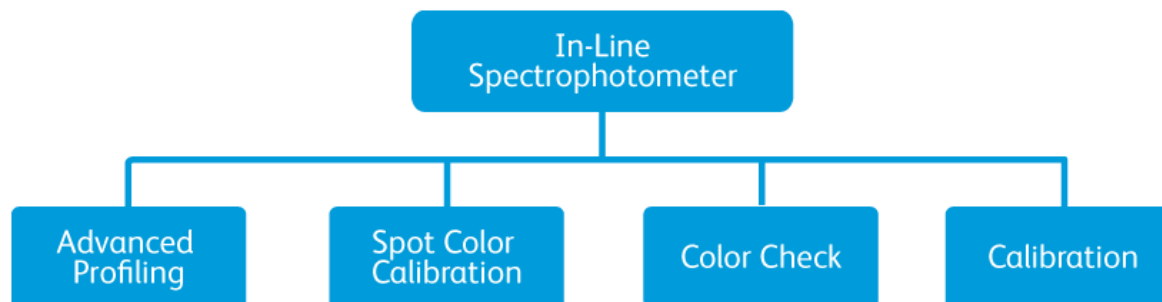 In-Line
Spectrophotometer
Advanced
Profiling
Spot Color
Calibration
Color Check
Calibration